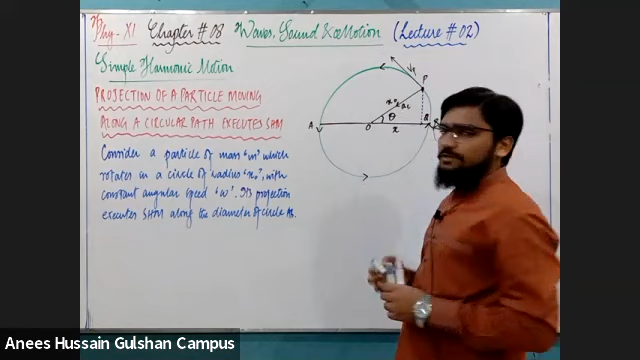 Phy-XI Chapter # 08 Waves, Sound & Motion (Lecture # 02)
Simple Harmonic Motion
PROJECTION OF A PARTICLE MOVING
ALONG A CIRCULAR PATH EXECUTES SHM
Consider a particle of mass 'm' which
rotates in a circle of radius 'x₀', with
constant angular speed 'ω'. Its projection
executes SHM along the diameter of circle AB.
P
x₀ ac
A O θ x Q B
Anees Hussain Gulshan Campus